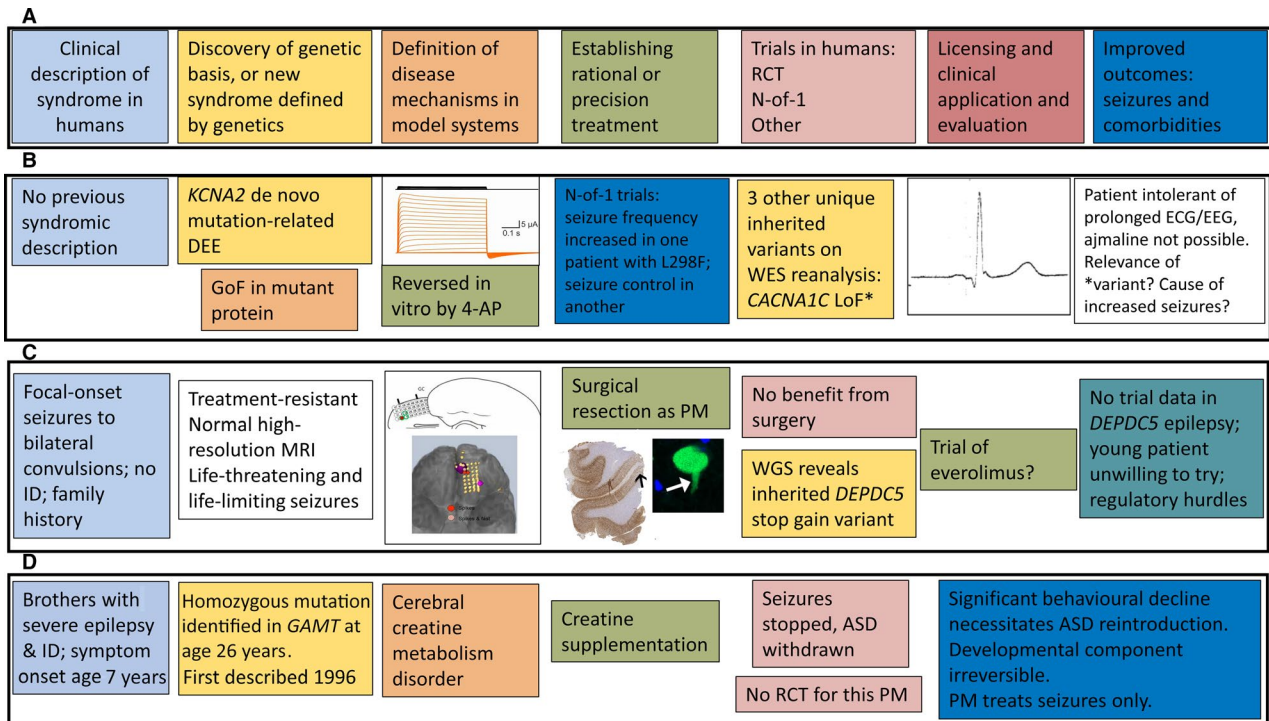 A
Clinical
description of
syndrome in
humans
Discovery of genetic
basis, or new
syndrome defined
by genetics
Definition of
disease
mechanisms in
model systems
Establishing
rational or
precision
treatment
Trials in humans:
RCT
N-of-1
Other
Licensing and
clinical
application and
evaluation
Improved
outcomes:
seizures and
comorbidities
B
No previous
syndromic
description
KCNA2 de novo
mutation-related
DEE
GoF in mutant
protein
5 µA
0.1 s
Reversed in
vitro by 4-AP
N-of-1 trials:
seizure frequency
increased in one
patient with L298F;
seizure control in
another
3 other unique
inherited
variants on
WES reanalysis:
CACNA1C LoF*
Patient intolerant of
prolonged ECG/EEG,
ajmaline not possible.
Relevance of
*variant? Cause of
increased seizures?
C
Focal-onset
seizures to
bilateral
convulsions; no
ID; family
history
Treatment-resistant
Normal high-
resolution MRI
Life-threatening and
life-limiting seizures
Surgical
resection as PM
No benefit from
surgery
WGS reveals
inherited DEPDC5
stop gain variant
Trial of
everolimus?
No trial data in
DEPDC5 epilepsy;
young patient
unwilling to try;
regulatory hurdles
D
Brothers with
severe epilepsy
& ID; symptom
onset age 7 years
Homozygous mutation
identified in GAMT at
age 26 years.
First described 1996
Cerebral
creatine
metabolism
disorder
Creatine
supplementation
Seizures
stopped, ASD
withdrawn
No RCT for this PM
Significant behavioural decline
necessitates ASD reintroduction.
Developmental component
irreversible.
PM treats seizures only.